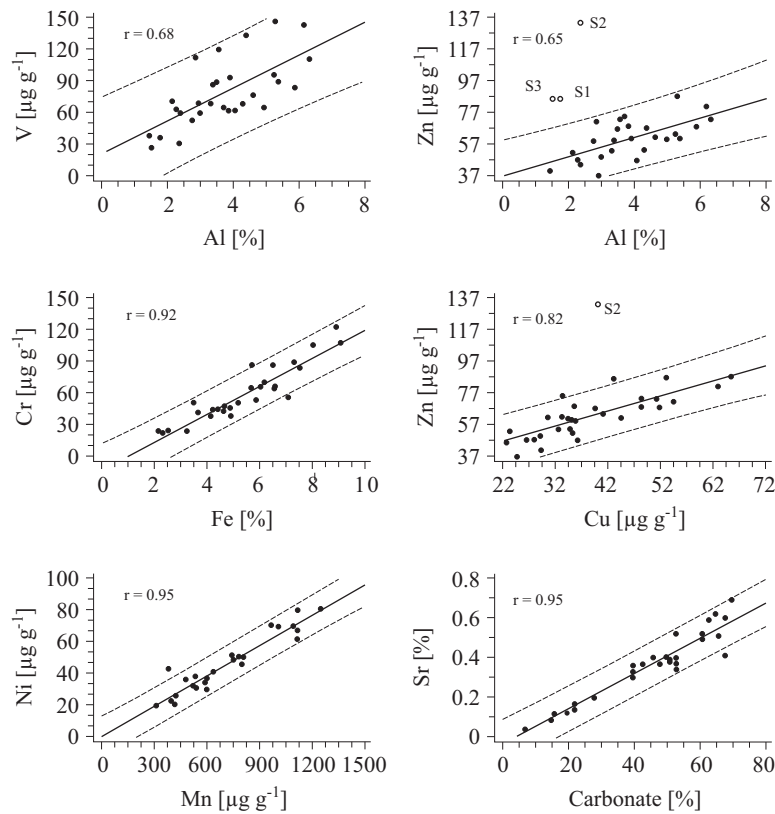 150
120
90
60
30
0
V [µg g⁻¹]
r = 0.68
0 2 4 6 8
Al [%]
137
117
97
77
57
37
Zn [µg g⁻¹]
r = 0.65
S2
S3
S1
0 2 4 6 8
Al [%]
150
120
90
60
30
0
Cr [µg g⁻¹]
r = 0.92
0 2 4 6 8 10
Fe [%]
137
117
97
77
57
37
Zn [µg g⁻¹]
r = 0.82
S2
22 32 42 52 62 72
Cu [µg g⁻¹]
100
80
60
40
20
0
Ni [µg g⁻¹]
r = 0.95
0 300 600 900 1200 1500
Mn [µg g⁻¹]
0.8
0.6
0.4
0.2
0
Sr [%]
r = 0.95
0 20 40 60 80
Carbonate [%]